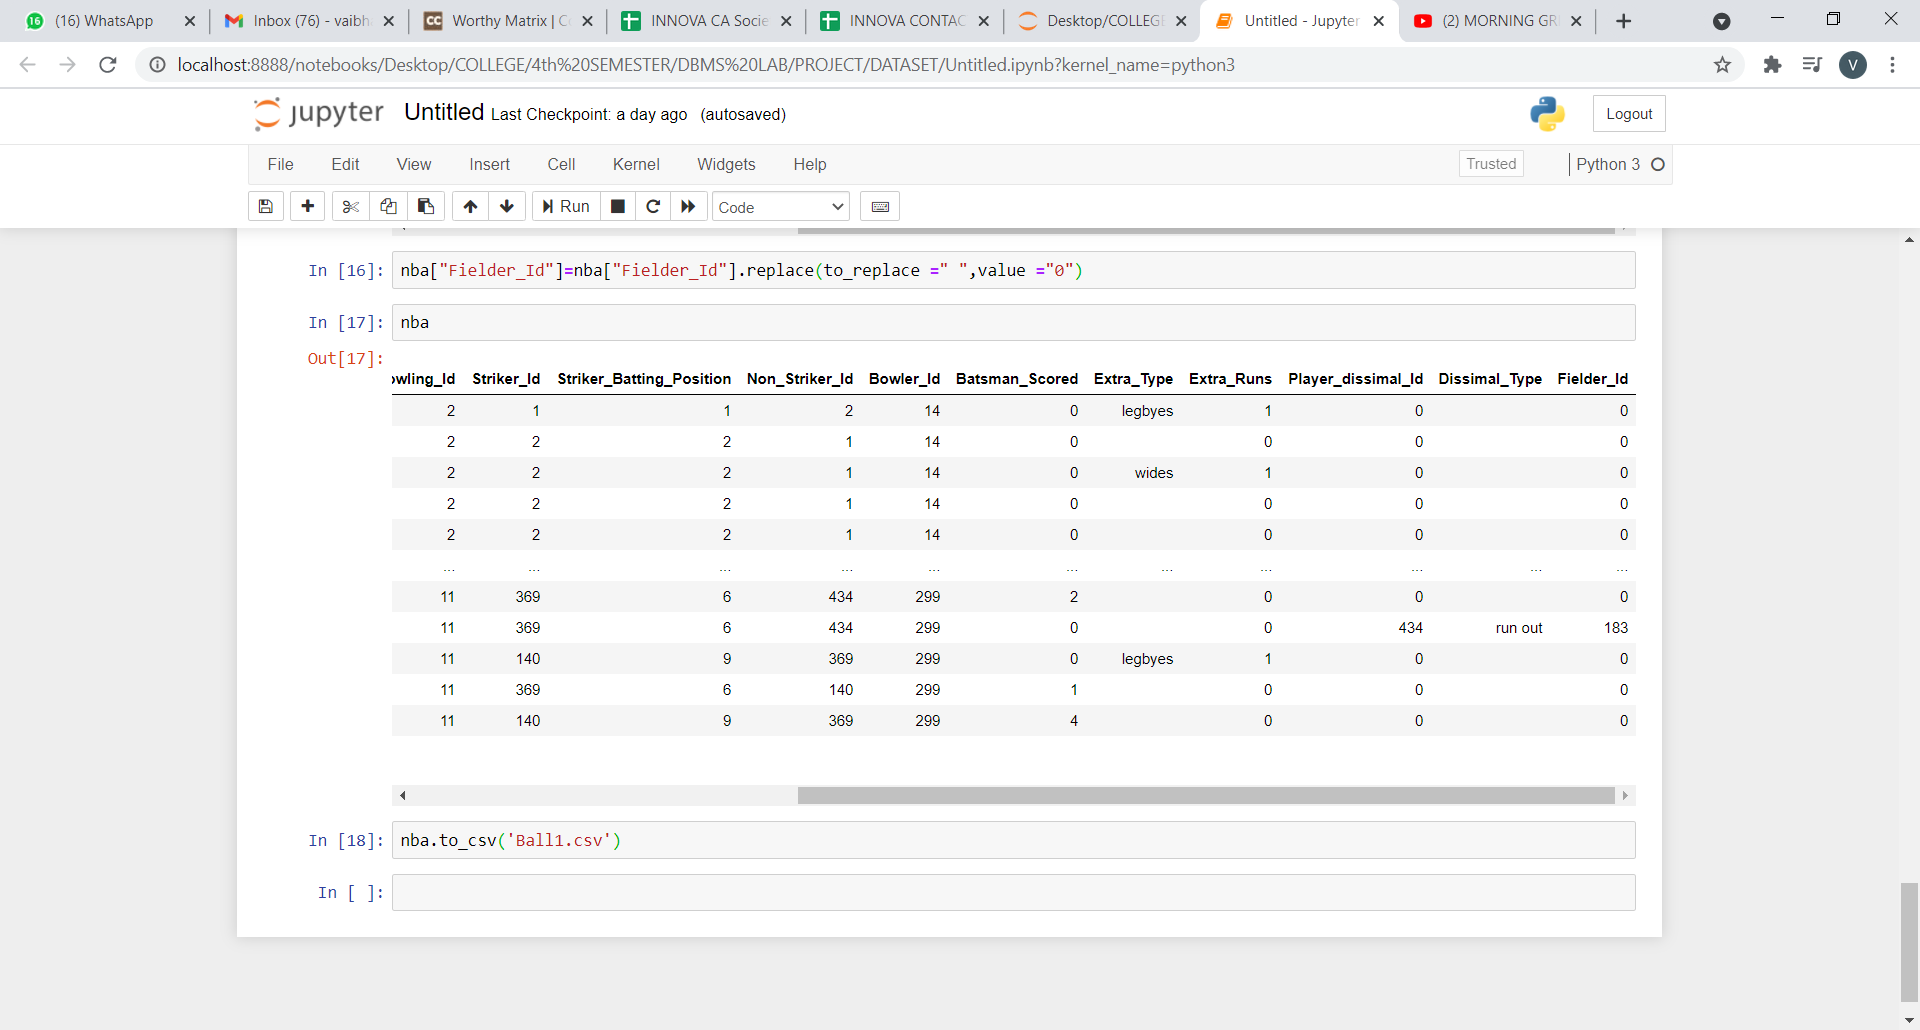 16 (16) WhatsApp
Inbox (76) - vaibh
CC Worthy Matrix | C
INNOVA CA Socie
INNOVA CONTAC
Desktop/COLLEGE
Untitled - Jupyter
(2) MORNING GR
localhost:8888/notebooks/Desktop/COLLEGE/4th%20SEMESTER/DBMS%20LAB/PROJECT/DATASET/Untitled.ipynb?kernel_name=python3
V
jupyter Untitled Last Checkpoint: a day ago (autosaved)
Logout
File Edit View Insert Cell Kernel Widgets Help
Trusted
Python 3
Run
Code
In [16]: nba["Fielder_Id"]=nba["Fielder_Id"].replace(to_replace =" ",value ="0")
In [17]: nba
Out[17]:
owling_Id Striker_Id Striker_Batting_Position Non_Striker_Id Bowler_Id Batsman_Scored Extra_Type Extra_Runs Player_dissimal_Id Dissimal_Type Fielder_Id
2 1 1 2 14 0 legbyes 1 0 0
2 2 2 1 14 0 0 0 0
2 2 2 1 14 0 wides 1 0 0
2 2 2 1 14 0 0 0 0
2 2 2 1 14 0 0 0 0
... ... ... ... ... ... ... ... ... ... ...
11 369 6 434 299 2 0 0 0
11 369 6 434 299 0 0 434 run out 183
11 140 9 369 299 0 legbyes 1 0 0
11 369 6 140 299 1 0 0 0
11 140 9 369 299 4 0 0 0
In [18]: nba.to_csv('Ball1.csv')
In [ ]: